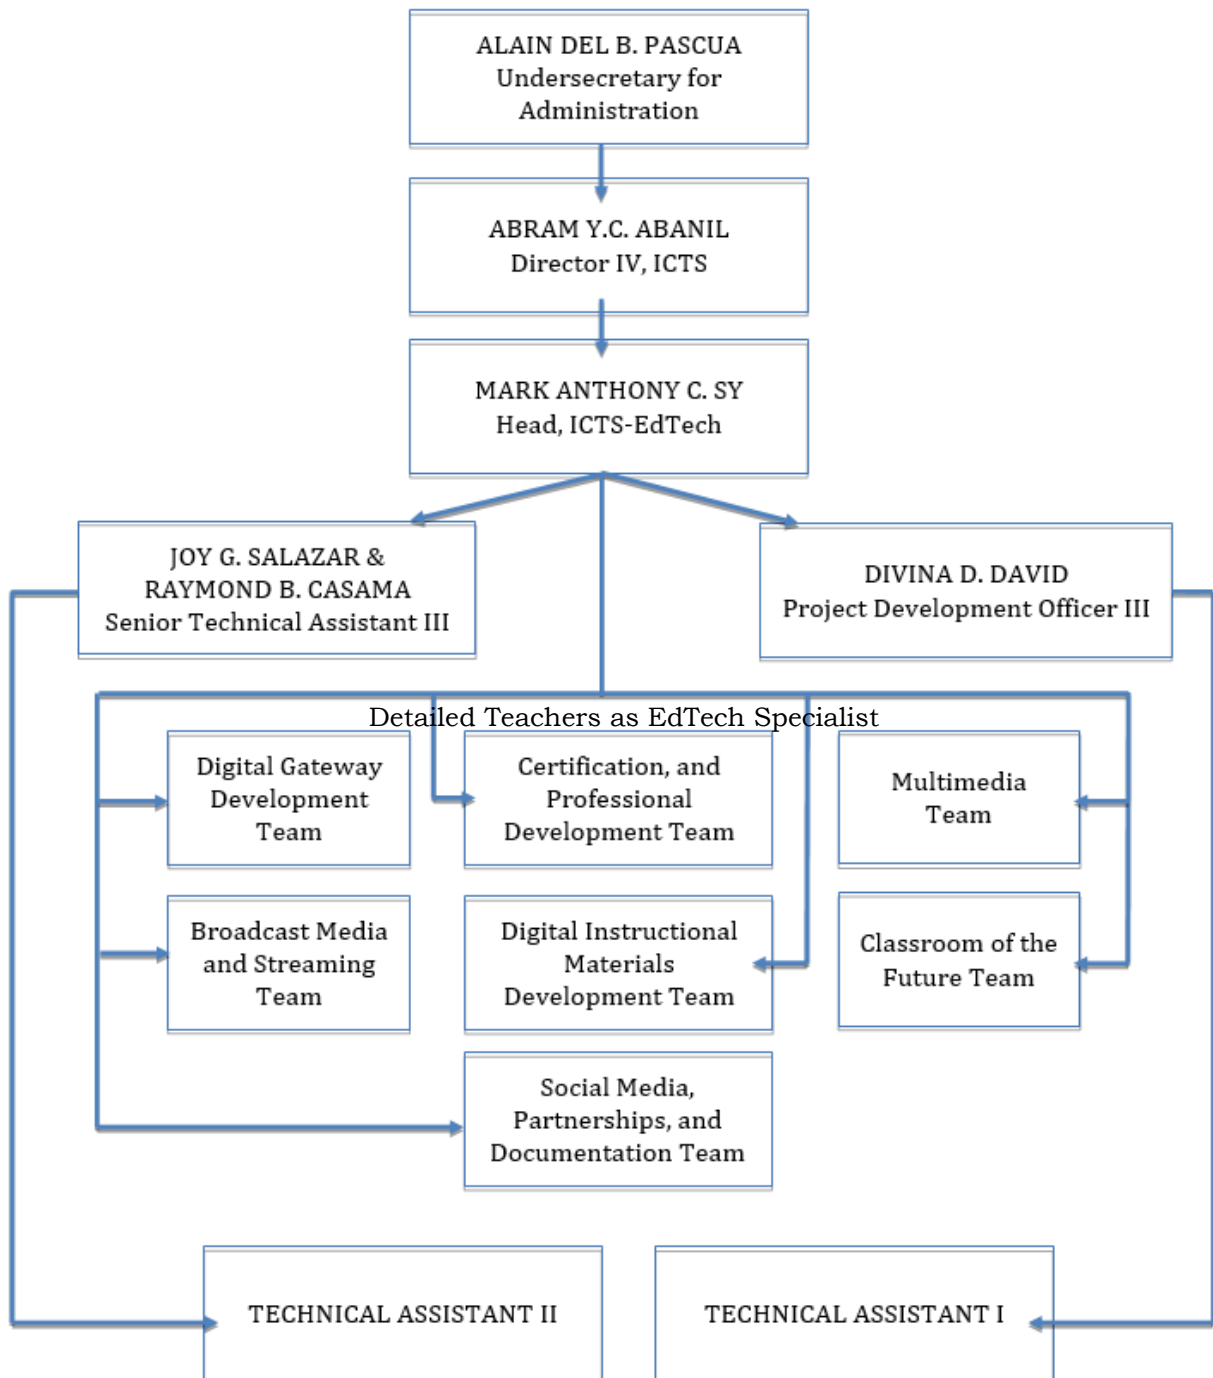 ALAIN DEL B. PASCUA
Undersecretary for
Administration
ABRAM Y.C. ABANIL
Director IV, ICTS
MARK ANTHONY C. SY
Head, ICTS-EdTech
JOY G. SALAZAR &
RAYMOND B. CASAMA
Senior Technical Assistant III
DIVINA D. DAVID
Project Development Officer III
Detailed Teachers as EdTech Specialist
Digital Gateway
Development
Team
Certification, and
Professional
Development Team
Multimedia
Team
Broadcast Media
and Streaming
Team
Digital Instructional
Materials
Development Team
Classroom of the
Future Team
Social Media,
Partnerships, and
Documentation Team
TECHNICAL ASSISTANT II
TECHNICAL ASSISTANT I